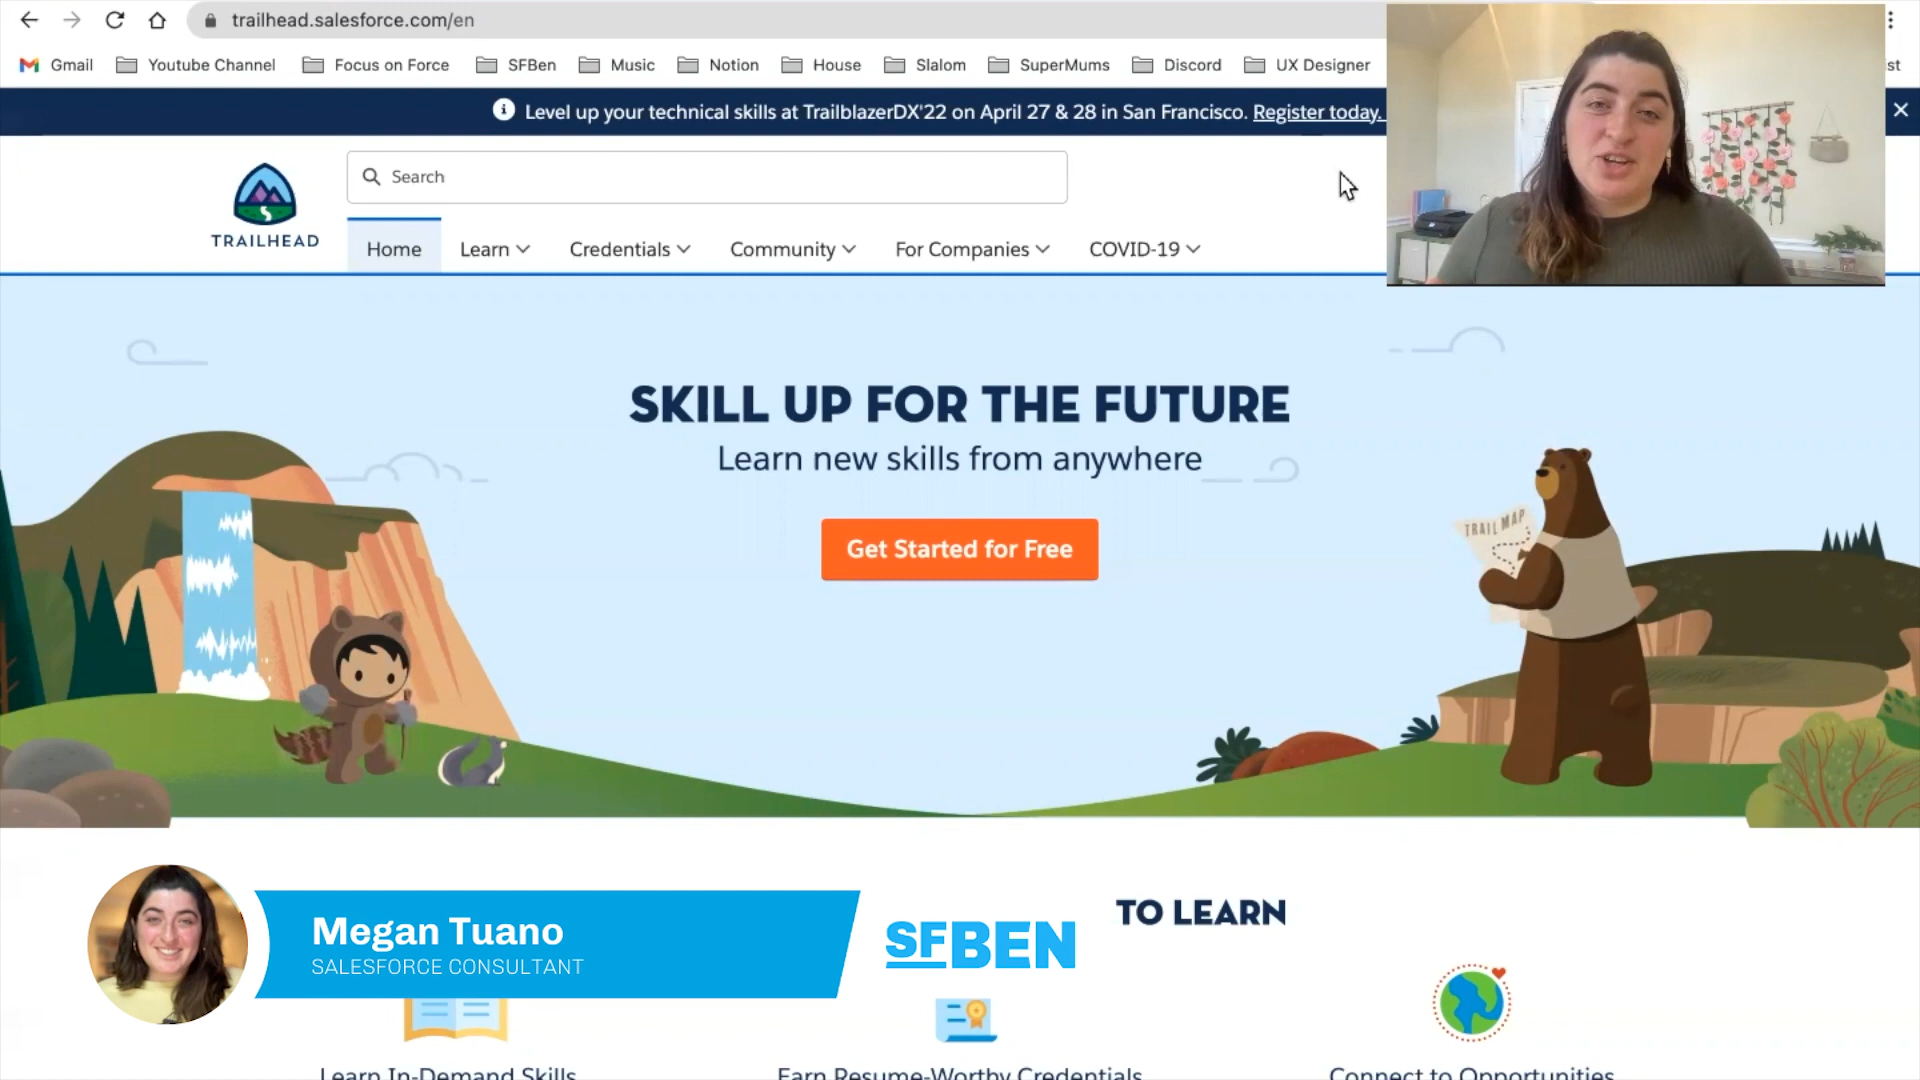 trailhead.salesforce.com/en
Gmail Youtube Channel Focus on Force SFBen Music Notion House Slalom SuperMums Discord UX Designer
Level up your technical skills at TrailblazerDX'22 on April 27 & 28 in San Francisco. Register today.
TRAILHEAD
Search
Home Learn Credentials Community For Companies COVID-19
SKILL UP FOR THE FUTURE
Learn new skills from anywhere
Get Started for Free
TRAIL MAP
TO LEARN
Megan Tuano
SALESFORCE CONSULTANT
SFBEN
Learn In-Demand Skills
Earn Resume-Worthy Credentials
Connect to Opportunities